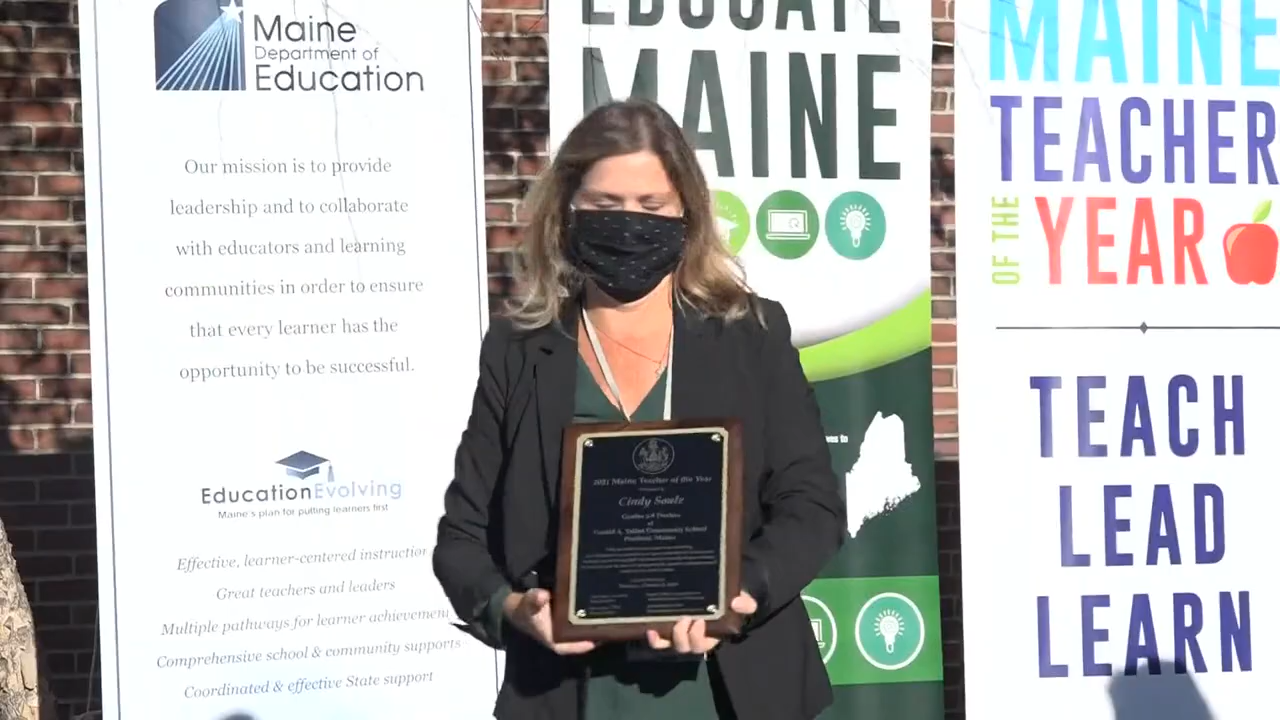 Maine
Department of
Education
Our mission is to provide
leadership and to collaborate
with educators and learning
communities in order to ensure
that every learner has the
opportunity to be successful.
EducationEvolving
Maine's plan for putting learners first
Effective, learner-centered instruction
Great teachers and leaders
Multiple pathways for learner achievement
Comprehensive school & community supports
Coordinated & effective State support
EDUCATE
MAINE
MAINE
TEACHER
OF THE
YEAR
TEACH
LEAD
LEARN
2021 Maine Teacher of the Year
Cindy Soule
of
Portland, Maine